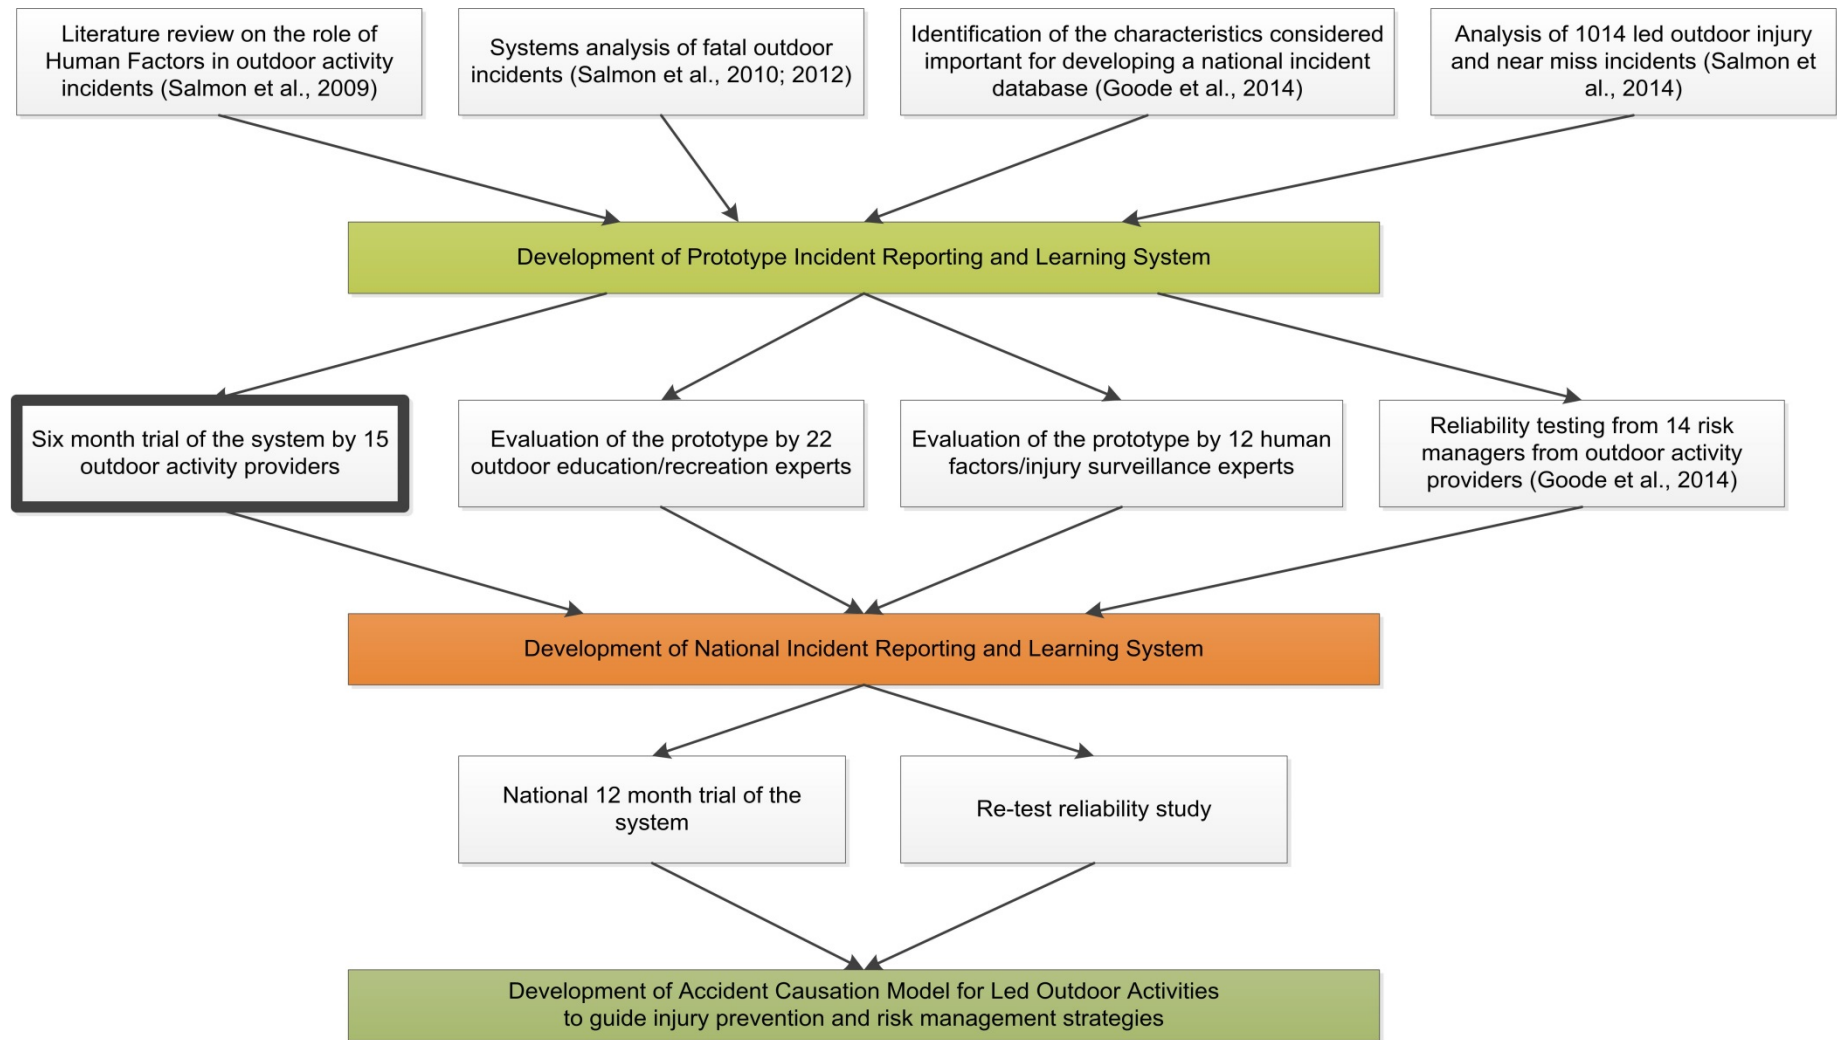 Literature review on the role of
Human Factors in outdoor activity
incidents (Salmon et al., 2009)
Systems analysis of fatal outdoor
incidents (Salmon et al., 2010; 2012)
Identification of the characteristics considered
important for developing a national incident
database (Goode et al., 2014)
Analysis of 1014 led outdoor injury
and near miss incidents (Salmon et
al., 2014)
Development of Prototype Incident Reporting and Learning System
Six month trial of the system by 15
outdoor activity providers
Evaluation of the prototype by 22
outdoor education/recreation experts
Evaluation of the prototype by 12 human
factors/injury surveillance experts
Reliability testing from 14 risk
managers from outdoor activity
providers (Goode et al., 2014)
Development of National Incident Reporting and Learning System
National 12 month trial of the
system
Re-test reliability study
Development of Accident Causation Model for Led Outdoor Activities
to guide injury prevention and risk management strategies